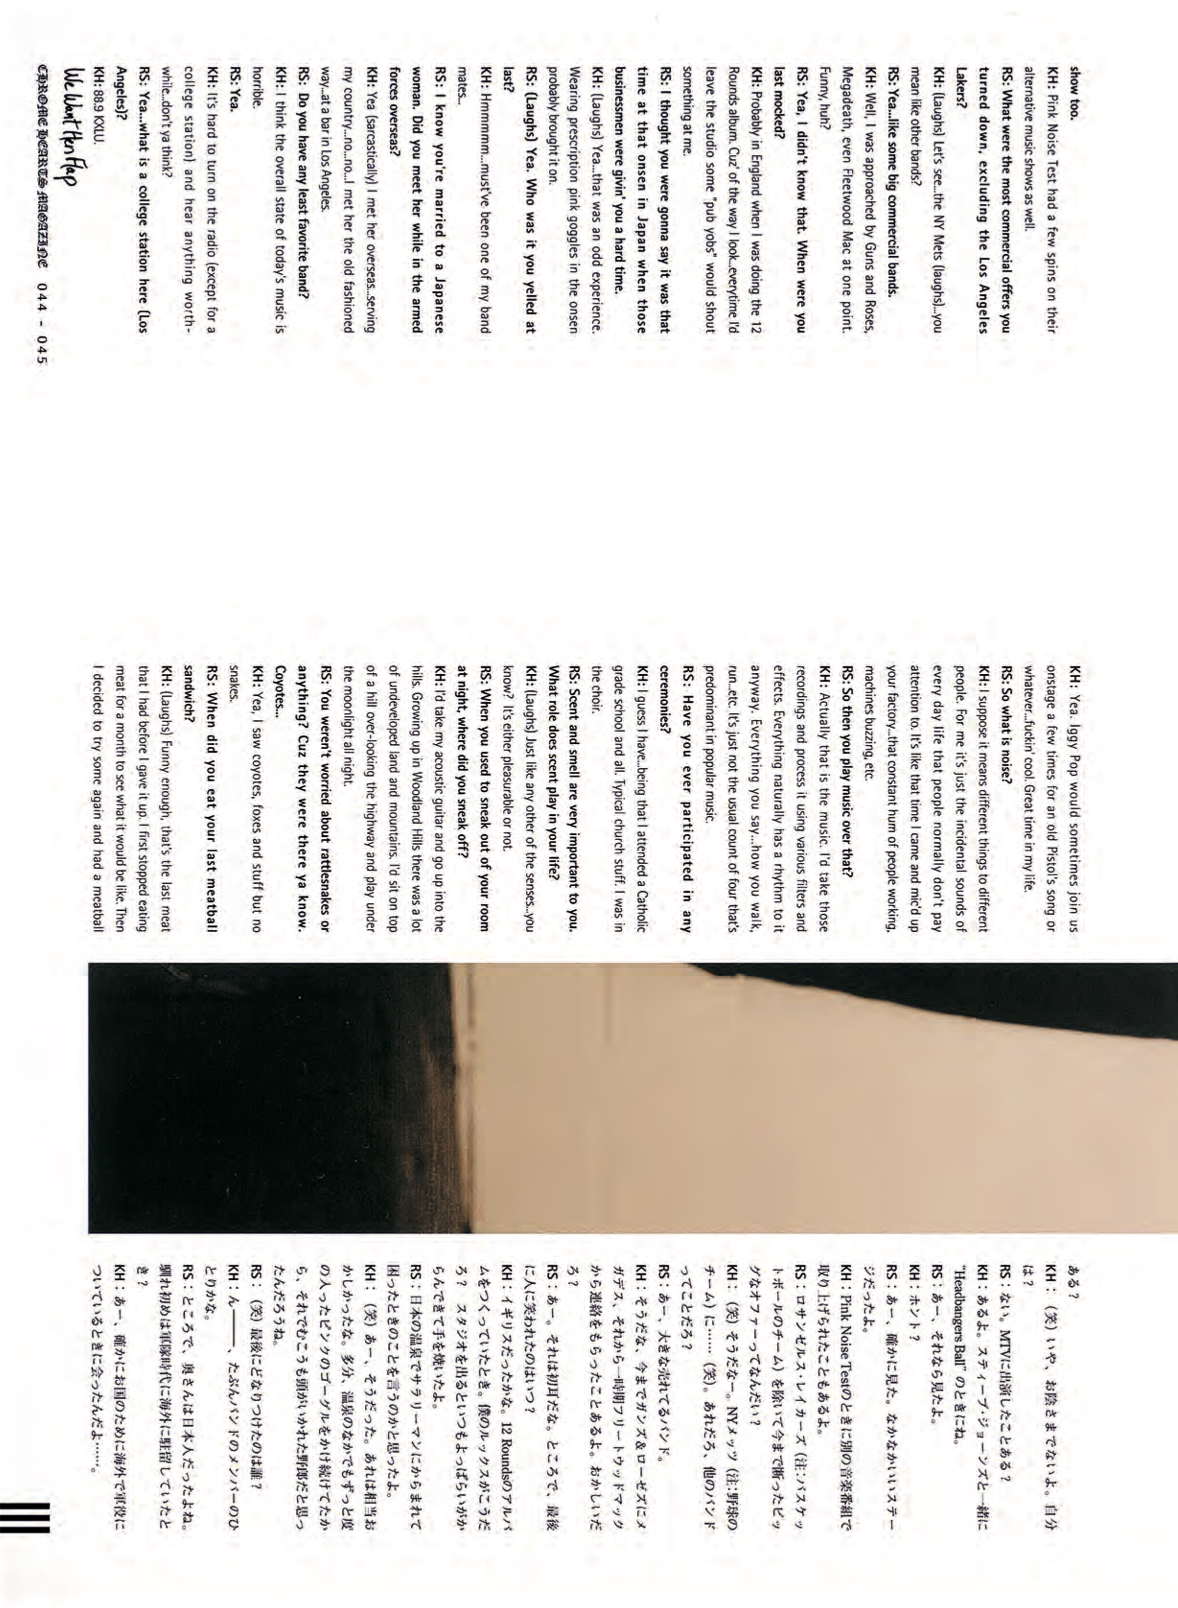 show too.
KH: Pink Noise Test had a few spins on their
alternative music shows as well.
RS: What were the most commercial offers you
turned down, excluding the Los Angeles
Lakers?
KH: (Laughs) Let's see...the NY Mets (laughs)...you
mean like other bands?
RS: Yea...like some big commercial bands.
KH: Well, I was approached by Guns and Roses,
Megadeath, even Fleetwood Mac at one point.
Funny, huh?
RS: Yea, I didn't know that. When were you
last mocked?
KH: Probably in England when I was doing the 12
Rounds album. Cuz' of the way I look...everytime I'd
leave the studio some "pub yobs" would shout
something at me.
RS: I thought you were gonna say it was that
time at that onsen in Japan when those
businessmen were givin' you a hard time.
KH: (Laughs) Yea...that was an odd experience.
Wearing prescription pink goggles in the onsen
probably brought it on.
RS: (Laughs) Yea. Who was it you yelled at
last?
KH: Hmmmmm...must've been one of my band
mates..
RS: I know you're married to a Japanese
woman. Did you meet her while in the armed
forces overseas?
KH: Yea (sarcastically) I met her overseas...serving
my country...no...no...I met her the old fashioned
way...at a bar in Los Angeles.
RS: Do you have any least favorite band?
KH: I think the overall state of today's music is
horrible.
RS: Yea.
KH: It's hard to turn on the radio (except for a
college station) and hear anything worth-
while...don't ya think?
RS: Yea...what is a college station here (Los
Angeles)?
KH: 88.9 KXLU.
We Want Hen Flap
CHROME HEARTS MAGAZINE 044 - 045
KH: Yea. Iggy Pop would sometimes join us
onstage a few times for an old Pistol's song or
whatever...fuckin' cool. Great time in my life.
RS: So what is noise?
KH: I suppose it means different things to different
people. For me it's just the incidental sounds of
every day life that people normally don't pay
attention to. It's like that time I came and mic'd up
your factory...that constant hum of people working,
machines buzzing, etc.
RS: So then you play music over that?
KH: Actually that is the music. I'd take those
recordings and process it using various filters and
effects. Everything naturally has a rhythm to it
anyway. Everything you say...how you walk,
run...etc. It's just not the usual count of four that's
predominant in popular music.
RS: Have you ever participated in any
ceremonies?
KH: I guess I have...being that I attended a Catholic
grade school and all. Typical church stuff. I was in
the choir.
RS: Scent and smell are very important to you.
What role does scent play in your life?
KH: (Laughs) Just like any other of the senses...you
know? It's either pleasurable or not.
RS: When you used to sneak out of your room
at night, where did you sneak off?
KH: I'd take my acoustic guitar and go up into the
hills. Growing up in Woodland Hills there was a lot
of undeveloped land and mountains. I'd sit on top
of a hill over-looking the highway and play under
the moonlight all night.
RS: You weren't worried about rattlesnakes or
anything? Cuz they were there ya know.
Coyotes...
KH: Yea, I saw coyotes, foxes and stuff but no
snakes.
RS: When did you eat your last meatball
sandwich?
KH: (Laughs) Funny enough, that's the last meat
that I had before I gave it up. I first stopped eating
meat for a month to see what it would be like. Then
I decided to try some again and had a meatball
ある？
KH：（笑）いや、お陰さまでないよ。自分
は？
RS：ない。MTVに出演したことある？
KH：あるよ。スティーブ・ジョーンズと一緒に
"Headbangers Ball" のときにね。
RS：あー、それなら見たよ。
KH：ホント？
RS：あー、確かに見た。なかなかいいステー
ジだったよ。
KH：Pink Noise Testのときに別の音楽番組で
取り上げられたこともあるよ。
RS：ロサンゼルス・レイカーズ（注:バスケッ
トボールのチーム）を除いて今まで断ったビッ
グなオファーってなんだい？
KH：（笑）そうだなー。NYメッツ（注:野球の
チーム）に……（笑）。あれだろ、他のバンド
ってことだろ？
RS：あー、大きな売れてるバンド。
KH：そうだな、今までガンズ＆ローゼズにメ
ガデス、それから一時期フリートウッドマック
から連絡をもらったことあるよ。おかしいだ
ろ？
RS：あー。それは初耳だな。ところで、最後
に人に笑われたのはいつ？
KH：イギリスだったかな。12 Roundsのアルバ
ムをつくっていたとき。僕のルックスがこうだ
ろ？ スタジオを出るといつもよっぱらいがか
らんできて手を焼いたよ。
RS：日本の温泉でサラリーマンにからまれて
困ったときのことを言うのかと思ったよ。
KH：（笑）あー、そうだった。あれは相当お
かしかったな。多分、温泉のなかでもずっと度
の入ったピンクのゴーグルをかけ続けてたか
ら、それでむこうも頭がいかれた野郎だと思っ
たんだろうね。
RS：（笑）最後にどなりつけたのは誰？
KH：んー――、たぶんバンドのメンバーのひ
とりかな。
RS：ところで、奥さんは日本人だったよね。
馴れ初めは軍隊時代に海外に駐留していたと
き？
KH：あー、確かにお国のために海外で軍役に
ついているときに会ったんだよ……。